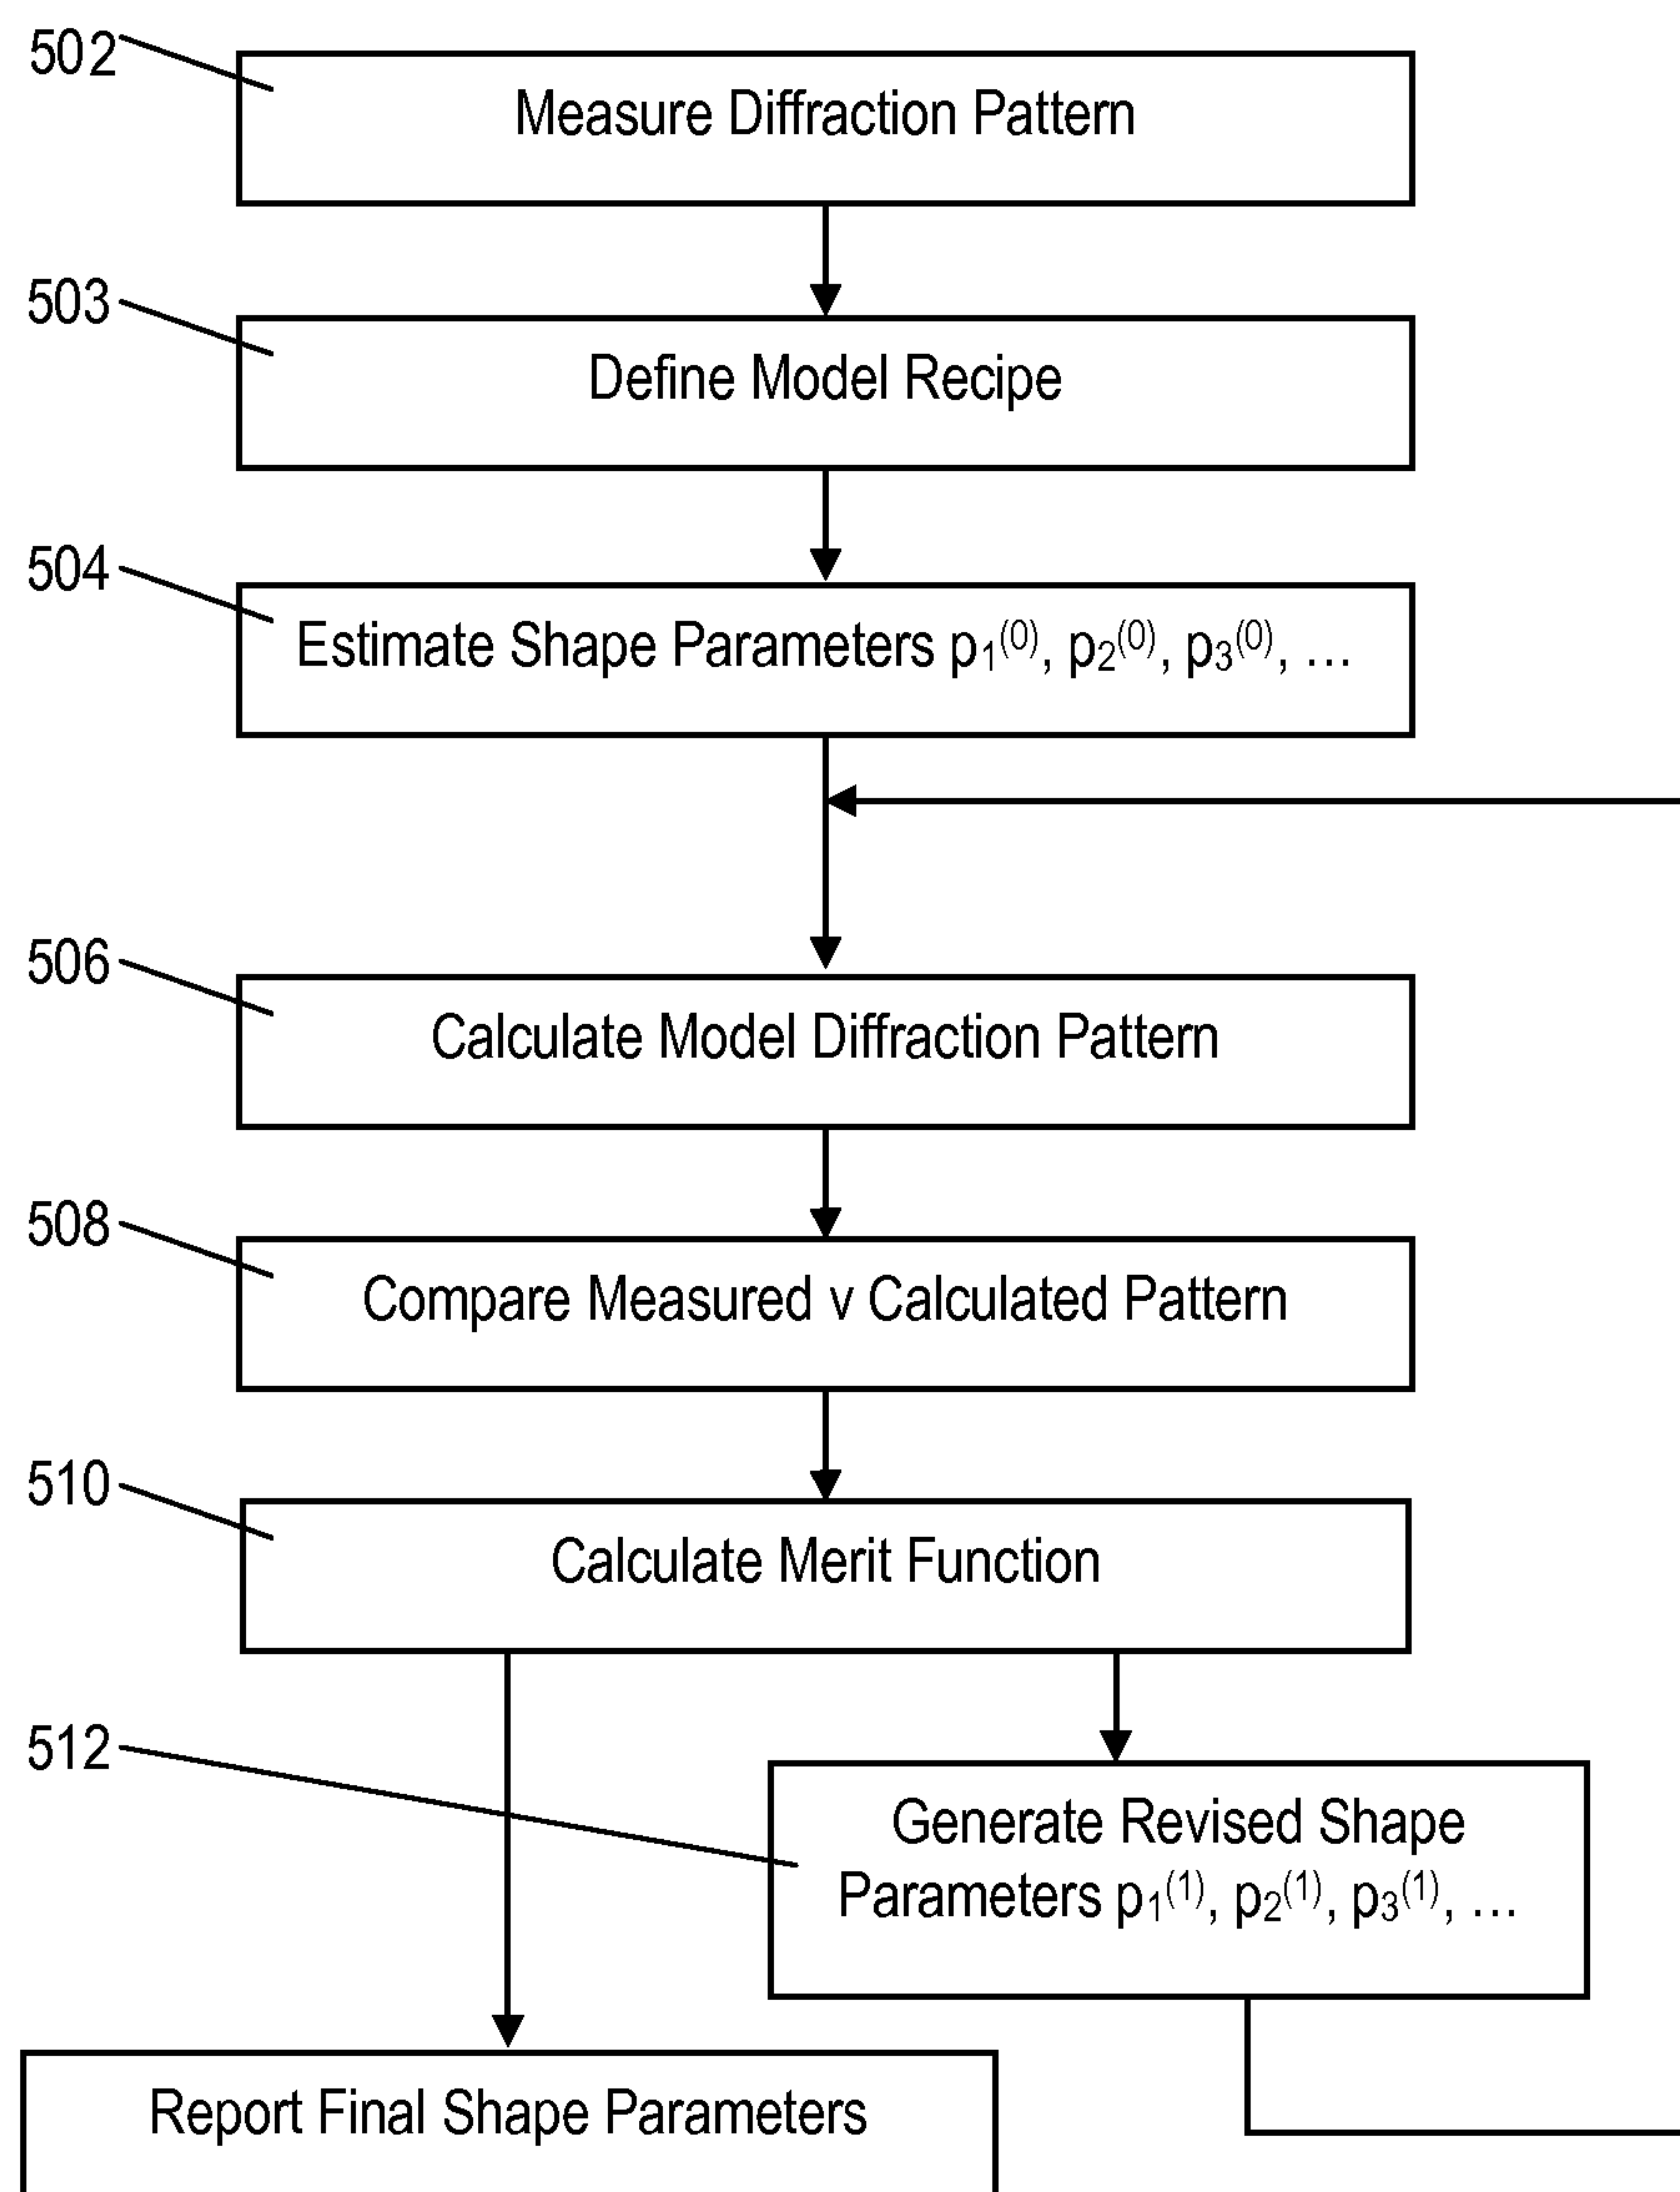 502
Measure Diffraction Pattern
503
Define Model Recipe
504
Estimate Shape Parameters p₁⁽⁰⁾, p₂⁽⁰⁾, p₃⁽⁰⁾, …
506
Calculate Model Diffraction Pattern
508
Compare Measured v Calculated Pattern
510
Calculate Merit Function
512
Generate Revised Shape
Parameters p₁⁽¹⁾, p₂⁽¹⁾, p₃⁽¹⁾, …
Report Final Shape Parameters